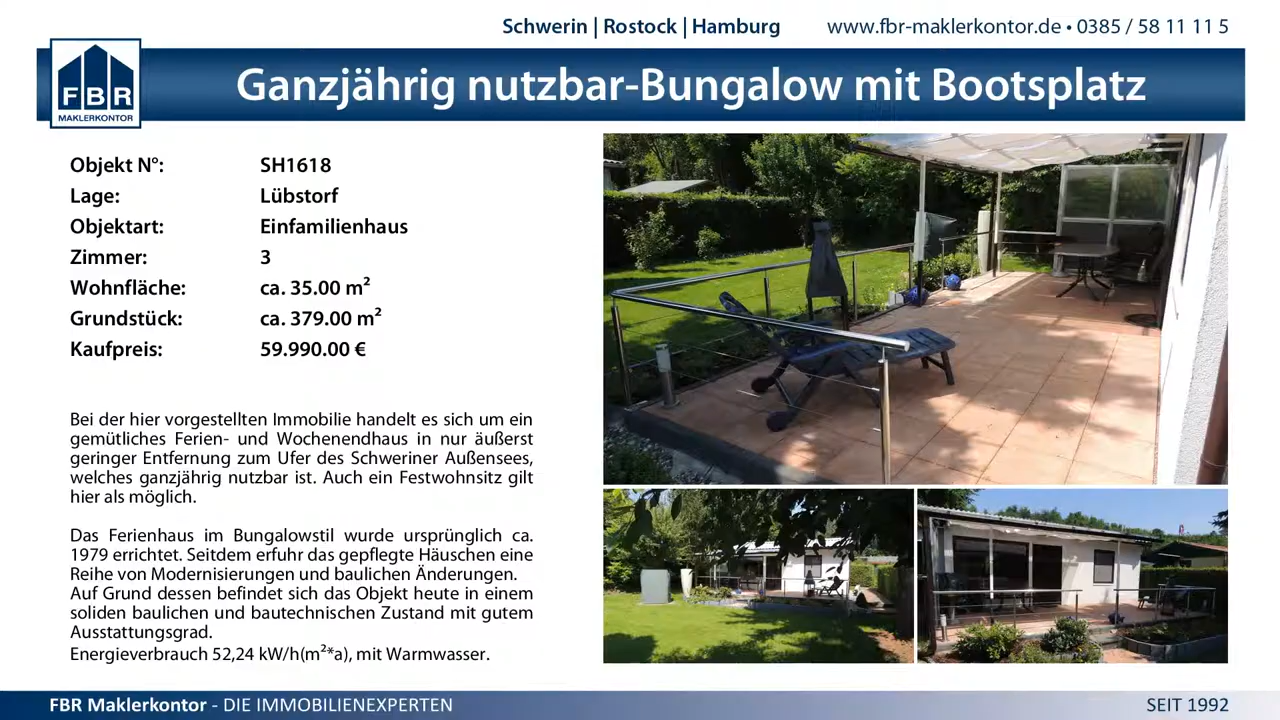 Schwerin | Rostock | Hamburg www.fbr-maklerkontor.de • 0385 / 58 11 11 5
FBR
MAKLERKONTOR
Ganzjährig nutzbar-Bungalow mit Bootsplatz
Objekt N°: SH1618
Lage: Lübstorf
Objektart: Einfamilienhaus
Zimmer: 3
Wohnfläche: ca. 35.00 m²
Grundstück: ca. 379.00 m²
Kaufpreis: 59.990.00 €
Bei der hier vorgestellten Immobilie handelt es sich um ein
gemütliches Ferien- und Wochenendhaus in nur äußerst
geringer Entfernung zum Ufer des Schweriner Außensees,
welches ganzjährig nutzbar ist. Auch ein Festwohnsitz gilt
hier als möglich.
Das Ferienhaus im Bungalowstil wurde ursprünglich ca.
1979 errichtet. Seitdem erfuhr das gepflegte Häuschen eine
Reihe von Modernisierungen und baulichen Änderungen.
Auf Grund dessen befindet sich das Objekt heute in einem
soliden baulichen und bautechnischen Zustand mit gutem
Ausstattungsgrad.
Energieverbrauch 52,24 kW/h(m²*a), mit Warmwasser.
FBR Maklerkontor - DIE IMMOBILIENEXPERTEN SEIT 1992